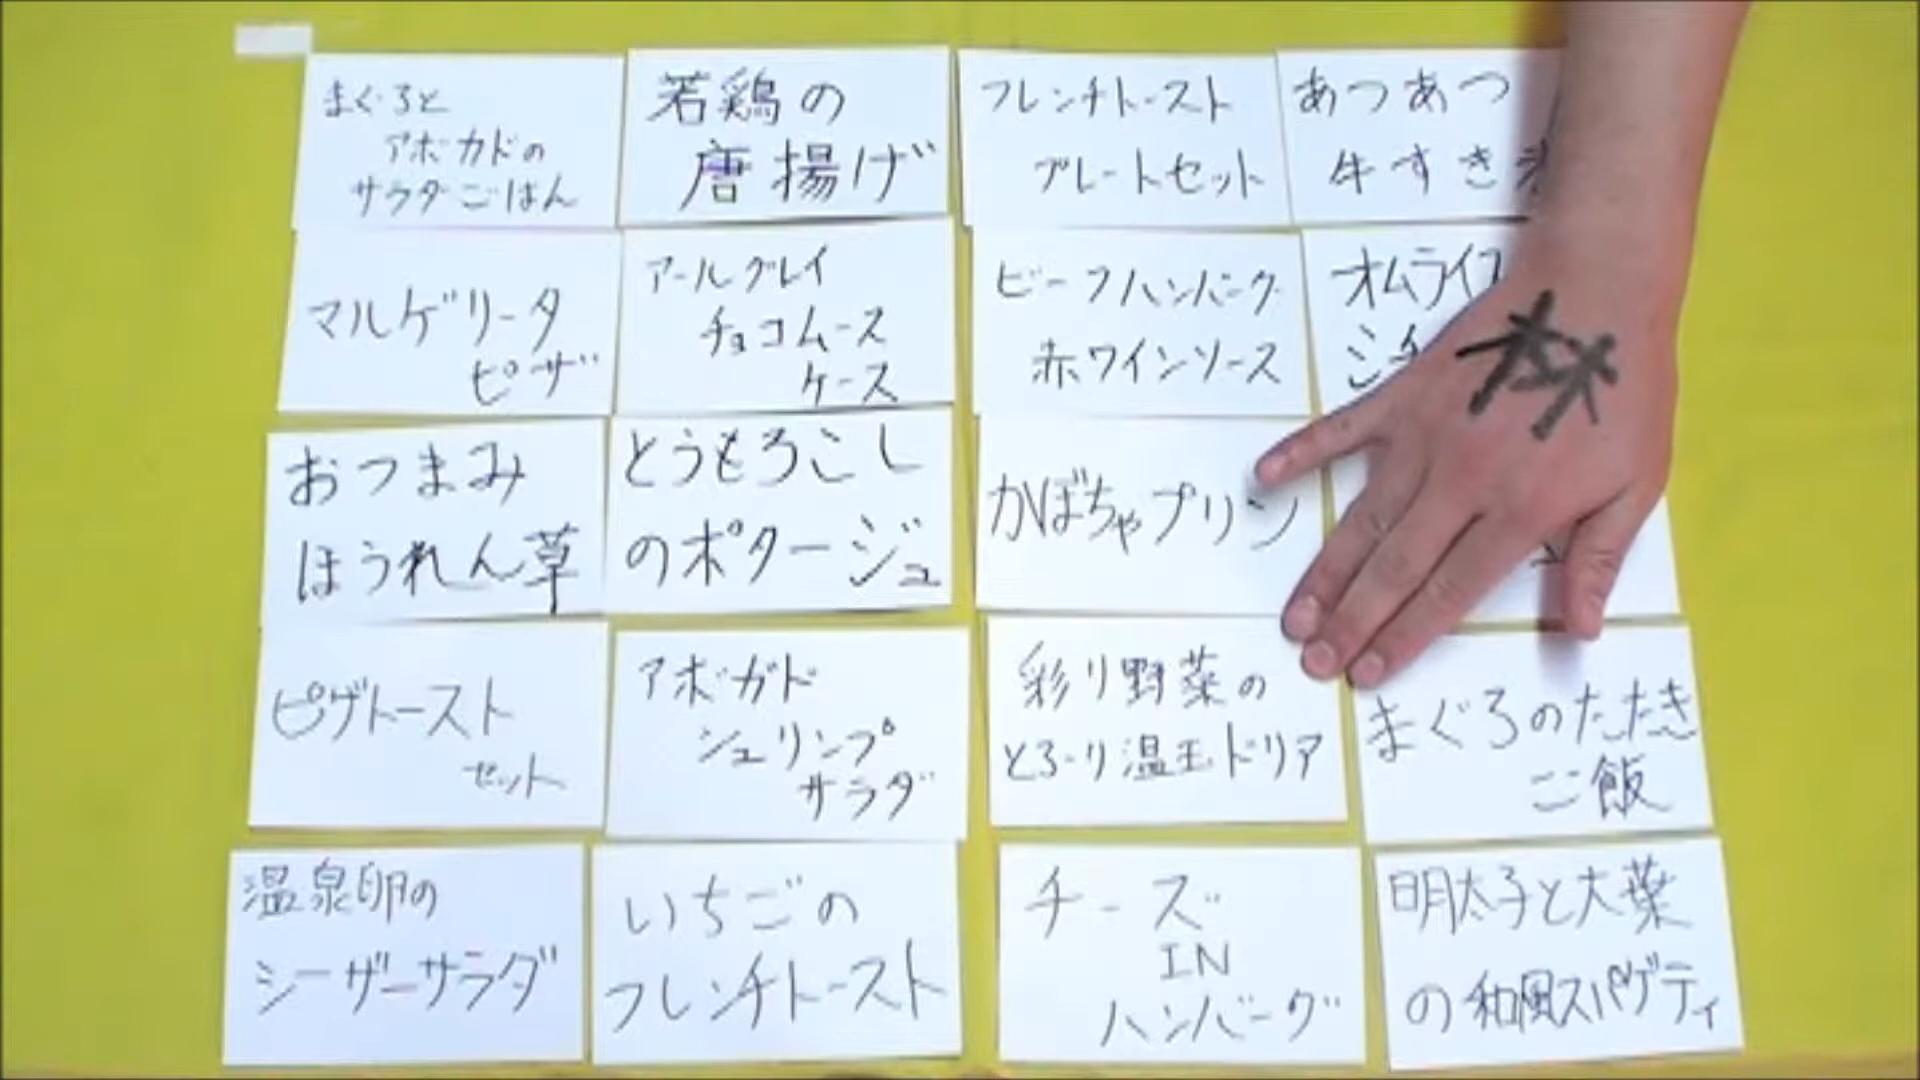 まぐろと
アボカドの
サラダごはん
若鶏の
唐揚げ
フレンチトースト
プレートセット
あつあつ
牛すき
マルゲリータ
ピザ
アールグレイ
チョコムース
ケース
ビーフハンバーグ
赤ワインソース
オムライス
ミ
おつまみ
ほうれん草
とうもろこし
のポタージュ
かぼちゃプリン
ピザトースト
セット
アボガド
シュリンプ
サラダ
彩り野菜の
とろーり温玉ドリア
まぐろのたたき
ご飯
温泉卵の
シーザーサラダ
いちごの
フレンチトースト
チーズ
IN
ハンバーグ
明太子と大葉
の和風スパゲティ